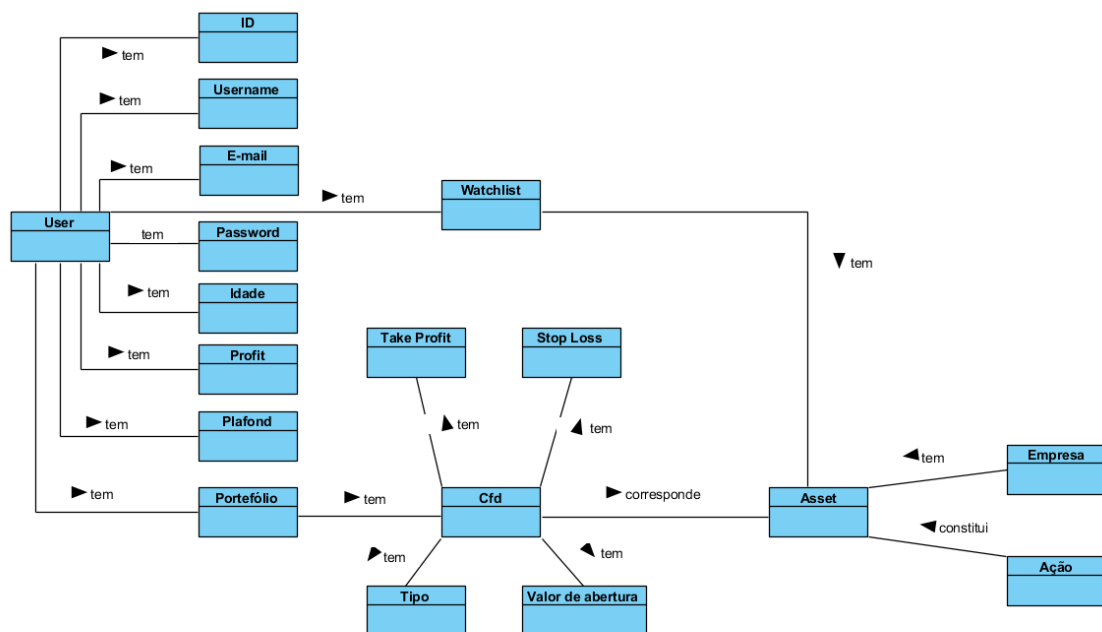 ID
tem
Username
tem
E-mail
tem
Watchlist
tem
User
Password
tem
tem
Idade
tem
Take Profit
Stop Loss
Profit
tem
Plafond
tem
tem
tem
Empresa
tem
Portefólio
tem
tem
Cfd
corresponde
Asset
constitui
tem
tem
Ação
Tipo
Valor de abertura